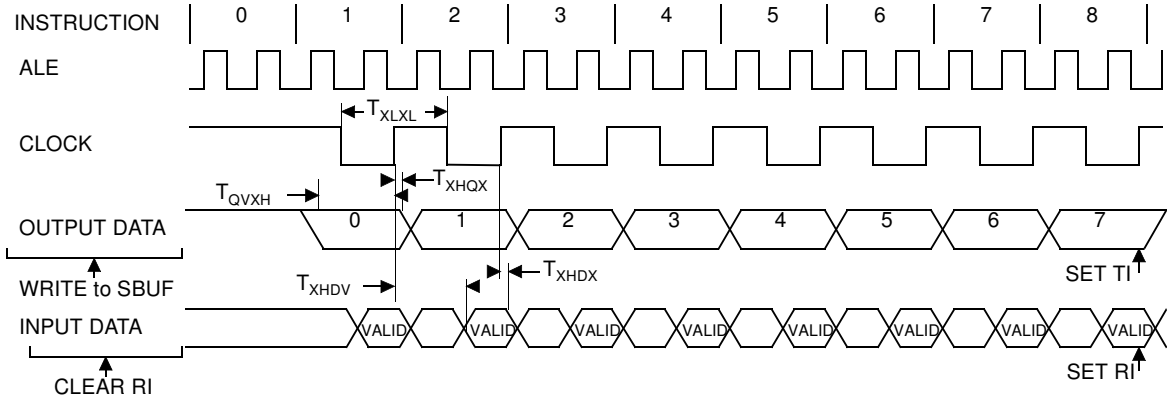 INSTRUCTION 0 1 2 3 4 5 6 7 8
ALE
TXLXL
CLOCK
TXHQX
TQVXH
OUTPUT DATA 0 1 2 3 4 5 6 7
TXHDX
SET TI
WRITE to SBUF
TXHDV
INPUT DATA VALID VALID VALID VALID VALID VALID VALID VALID
SET RI
CLEAR RI